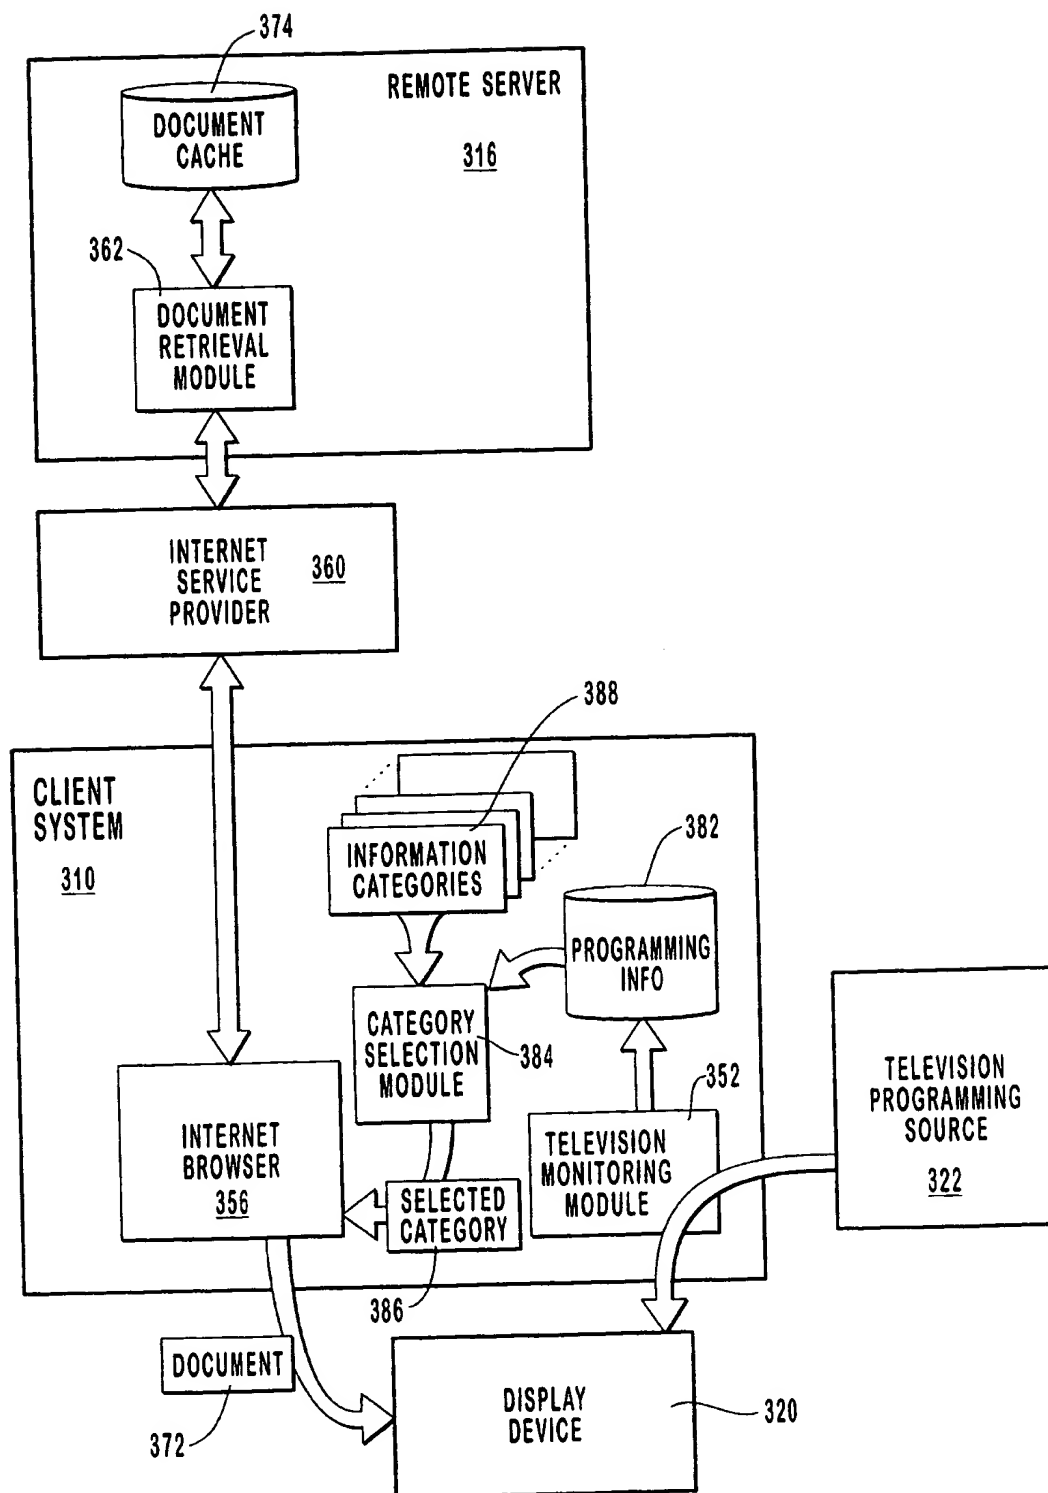 374
REMOTE SERVER
316
DOCUMENT
CACHE
362
DOCUMENT
RETRIEVAL
MODULE
INTERNET
SERVICE
PROVIDER
360
388
CLIENT
SYSTEM
310
INFORMATION
CATEGORIES
382
PROGRAMMING
INFO
CATEGORY
SELECTION
MODULE
384
352
TELEVISION
PROGRAMMING
SOURCE
322
INTERNET
BROWSER
356
TELEVISION
MONITORING
MODULE
SELECTED
CATEGORY
386
DOCUMENT
372
DISPLAY
DEVICE
320